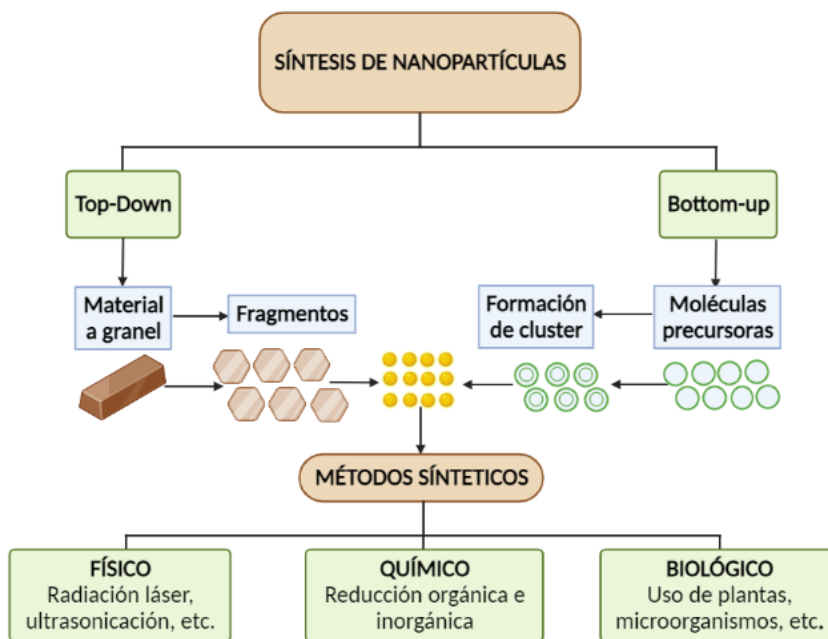 SÍNTESIS DE NANOPARTÍCULAS
Top-Down
Bottom-up
Material
a granel
Fragmentos
Formación
de cluster
Moléculas
precursoras
MÉTODOS SÍNTETICOS
FÍSICO
Radiación láser,
ultrasonicación, etc.
QUÍMICO
Reducción orgánica e
inorgánica
BIOLÓGICO
Uso de plantas,
microorganismos, etc.